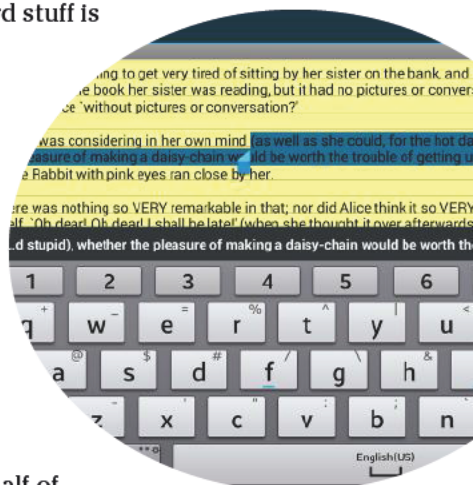 d stuff is
ng to get very tired of sitting by her sister on the bank, and
e book her sister was reading, but it had no pictures or convers
ce `without pictures or conversation?'
was considering in her own mind (as well as she could, for the hot da
easure of making a daisy-chain would be worth the trouble of getting u
e Rabbit with pink eyes ran close by her.
ere was nothing so VERY remarkable in that; nor did Alice think it so VERY
elf, `Oh dear! Oh dear! I shall be late!' (when she thought it over afterwards
d stupid), whether the pleasure of making a daisy-chain would be worth the
1 2 3 4 5 6
q + w - e = r % t ^ y | u <
a @ s $ d # f / g h &
z x c " v : b ; n
English(US)
alf of